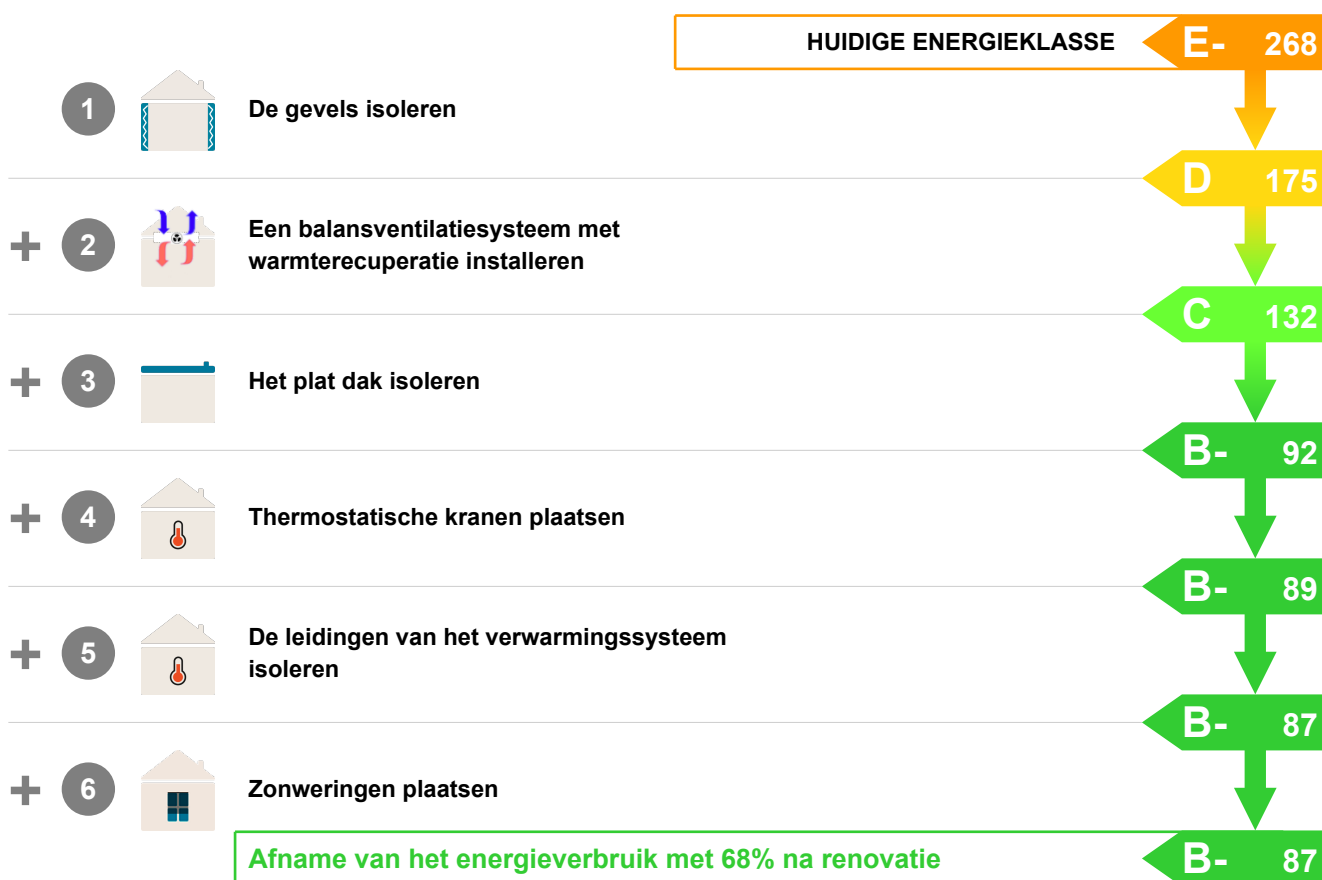 HUIDIGE ENERGIEKLASSE E- 268
1 De gevels isoleren
D 175
+ 2 Een balansventilatiesysteem met
warmterecuperatie installeren
C 132
+ 3 Het plat dak isoleren
B- 92
+ 4 Thermostatische kranen plaatsen
B- 89
+ 5 De leidingen van het verwarmingssysteem
isoleren
B- 87
+ 6 Zonweringen plaatsen
Afname van het energieverbruik met 68% na renovatie B- 87